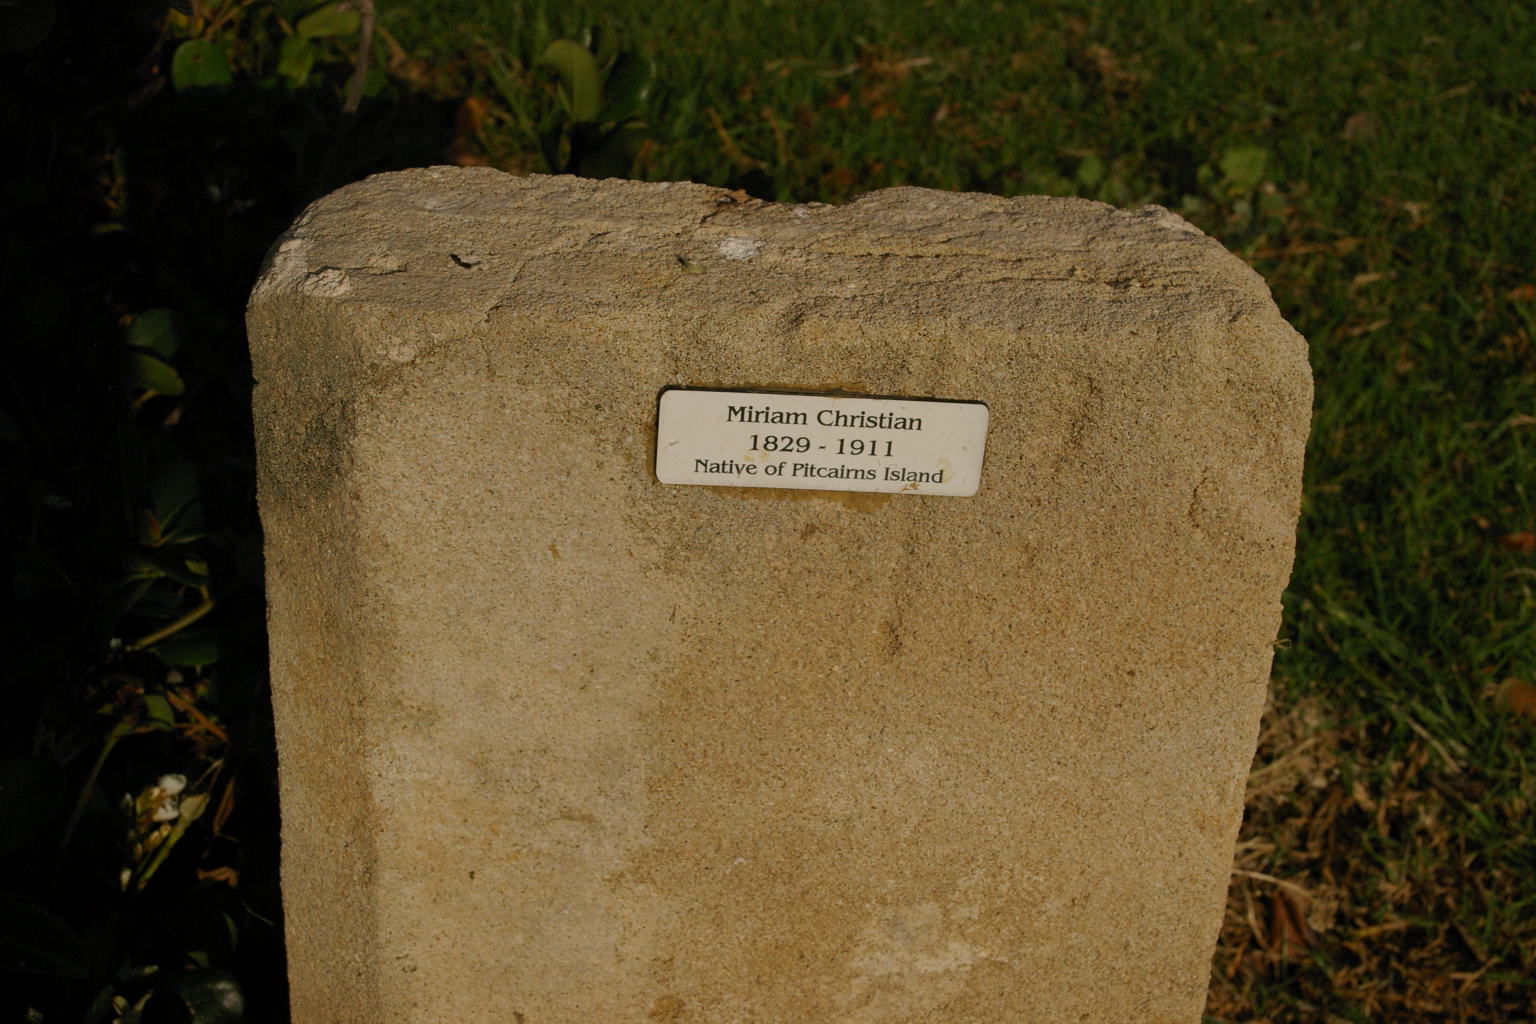 Miriam Christian
1829 - 1911
Native of Pitcairns Island